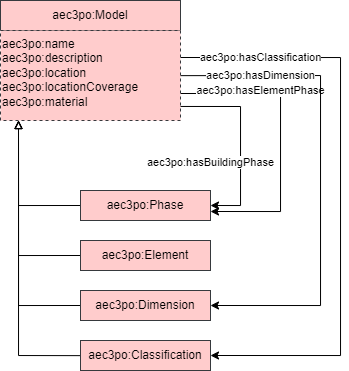 aec3po:Model
aec3po:name
aec3po:description
aec3po:location
aec3po:locationCoverage
aec3po:material
aec3po:hasClassification
aec3po:hasDimension
aec3po:hasElementPhase
aec3po:hasBuildingPhase
aec3po:Phase
aec3po:Element
aec3po:Dimension
aec3po:Classification